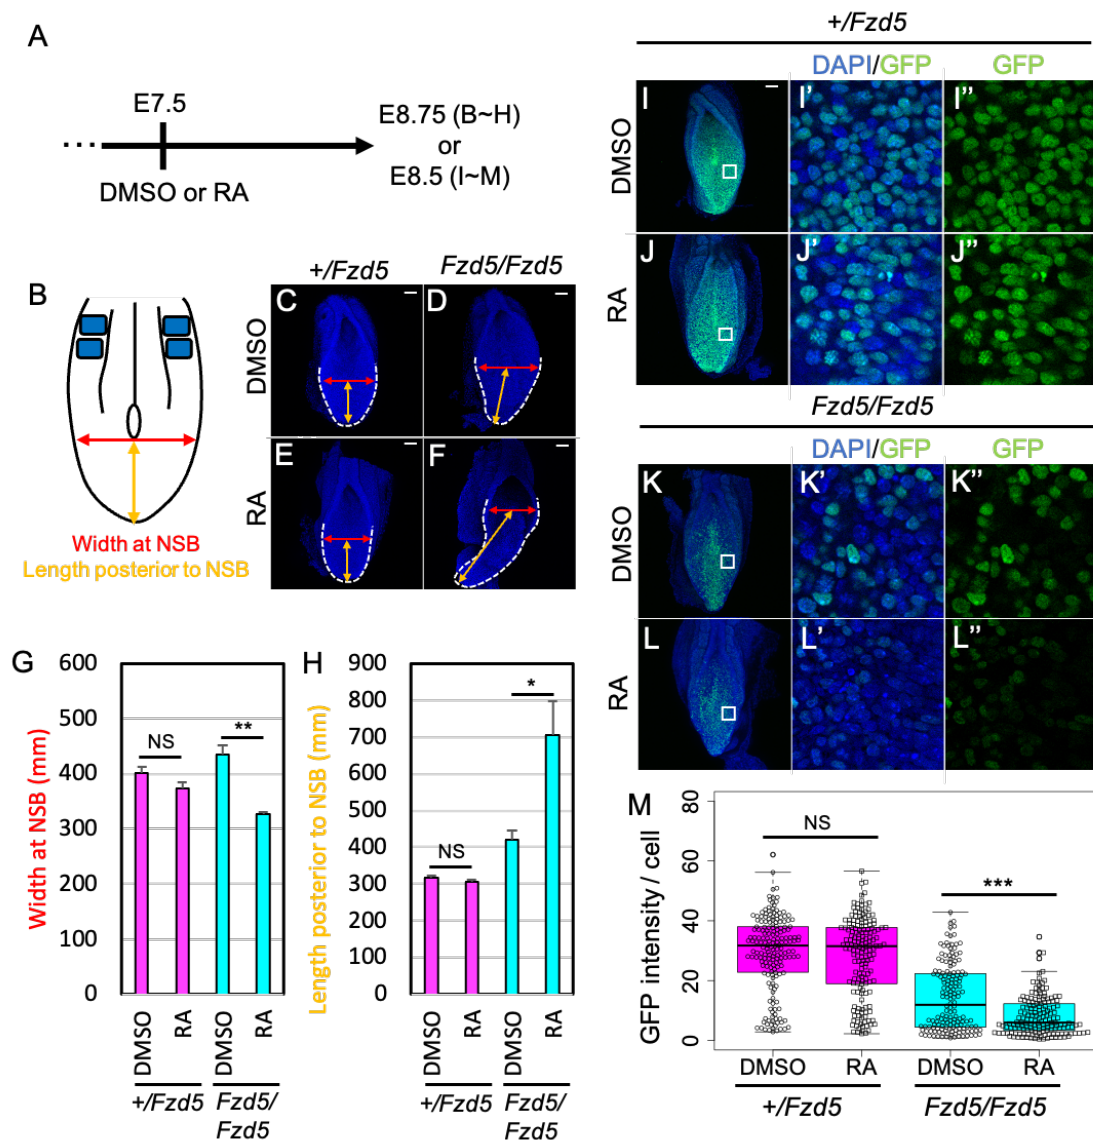 A
E7.5
DMSO or RA
E8.75 (B~H)
or
E8.5 (I~M)
B
Width at NSB
Length posterior to NSB
+/Fzd5
Fzd5/Fzd5
DMSO
C
D
RA
E
F
G
Width at NSB (mm)
600
500
400
300
200
100
0
NS
**
DMSO
RA
DMSO
RA
+/Fzd5
Fzd5/
Fzd5
H
Length posterior to NSB (mm)
900
800
700
600
500
400
300
200
100
0
NS
*
DMSO
RA
DMSO
RA
+/Fzd5
Fzd5/
Fzd5
+/Fzd5
DAPI/GFP
GFP
DMSO
I
I'
I"
RA
J
J'
J"
Fzd5/Fzd5
DAPI/GFP
GFP
DMSO
K
K'
K"
RA
L
L'
L"
M
GFP intensity / cell
80
60
40
20
0
NS
***
DMSO
RA
DMSO
RA
+/Fzd5
Fzd5/Fzd5